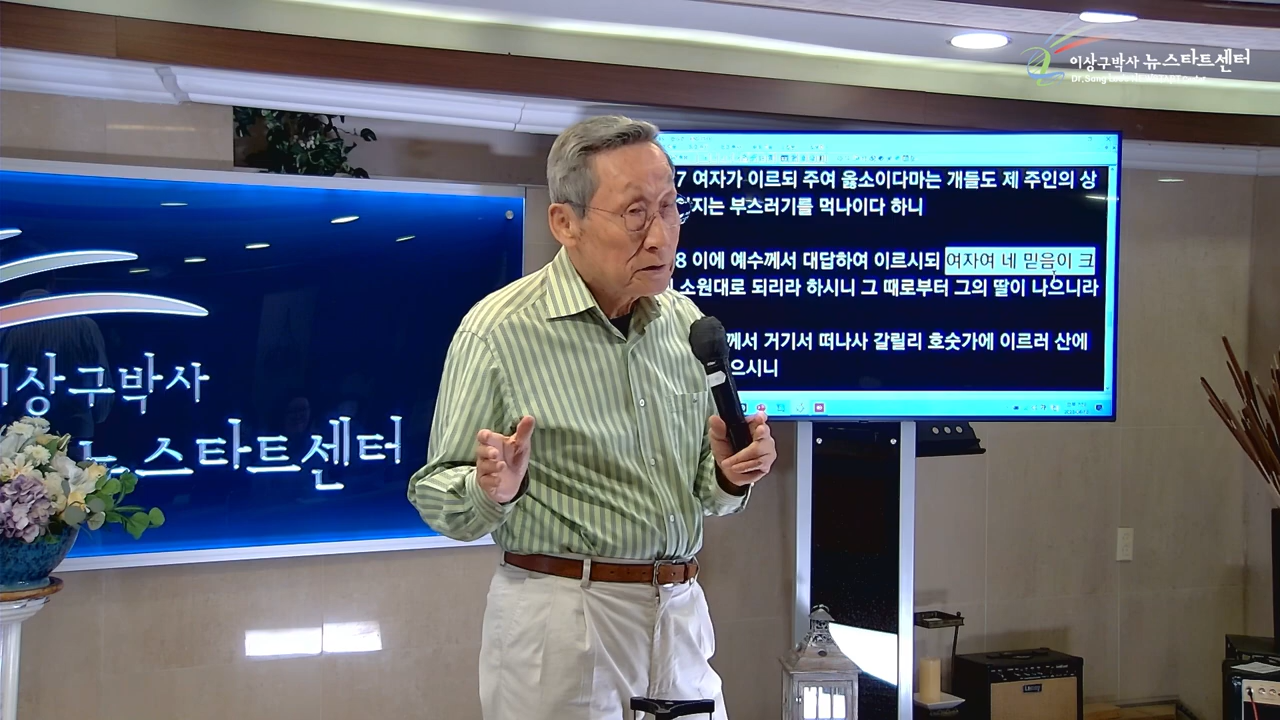 이상구박사 뉴스타트센터
7 여자가 이르되 주여 옳소이다마는 개들도 제 주인의 상
지는 부스러기를 먹나이다 하니
8 이에 예수께서 대답하여 이르시되 여자여 네 믿음이 크
소원대로 되리라 하시니 그 때로부터 그의 딸이 나으니라
께서 거기서 떠나사 갈릴리 호숫가에 이르러 산에
으시니
이상구박사
뉴스타트센터